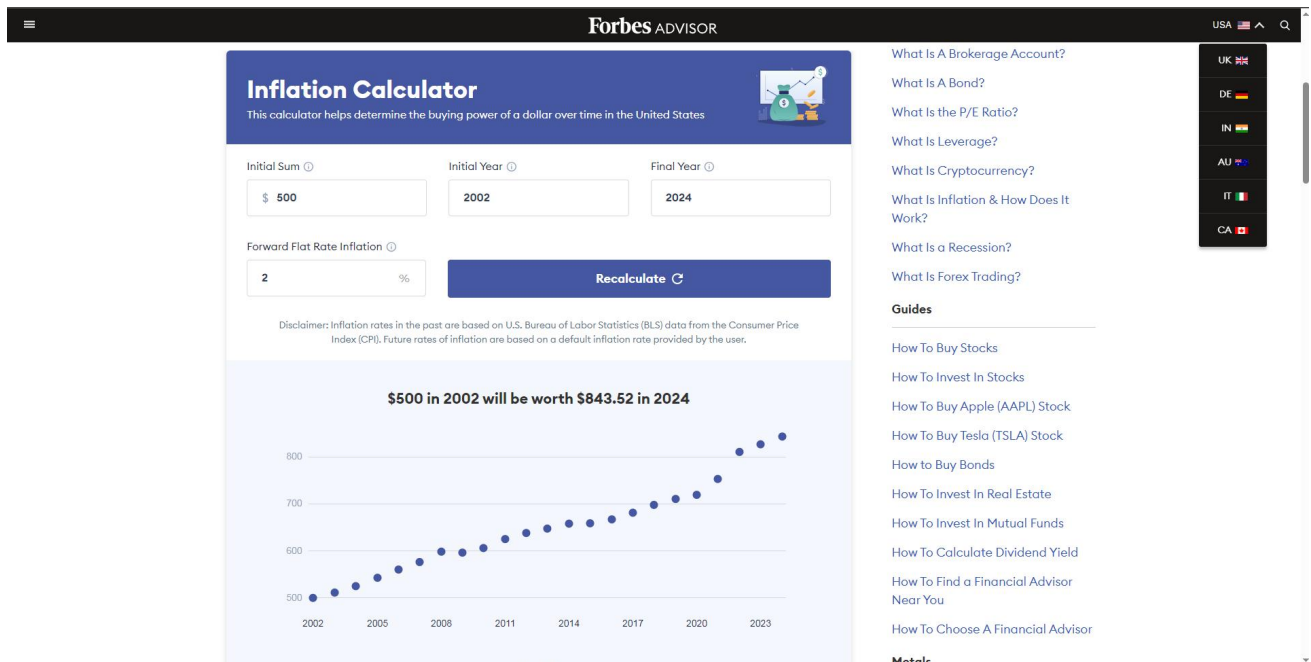 Forbes ADVISOR
USA
UK
DE
IN
AU
IT
CA
Inflation Calculator
This calculator helps determine the buying power of a dollar over time in the United States
Initial Sum
$ 500
Initial Year
2002
Final Year
2024
Forward Flat Rate Inflation
2 %
Recalculate
Disclaimer: Inflation rates in the past are based on U.S. Bureau of Labor Statistics (BLS) data from the Consumer Price
Index (CPI). Future rates of inflation are based on a default inflation rate provided by the user.
$500 in 2002 will be worth $843.52 in 2024
800
700
600
500
2002 2005 2008 2011 2014 2017 2020 2023
What Is A Brokerage Account?
What Is A Bond?
What Is the P/E Ratio?
What Is Leverage?
What Is Cryptocurrency?
What Is Inflation & How Does It
Work?
What Is a Recession?
What Is Forex Trading?
Guides
How To Buy Stocks
How To Invest In Stocks
How To Buy Apple (AAPL) Stock
How To Buy Tesla (TSLA) Stock
How to Buy Bonds
How To Invest In Real Estate
How To Invest In Mutual Funds
How To Calculate Dividend Yield
How To Find a Financial Advisor
Near You
How To Choose A Financial Advisor
Metals